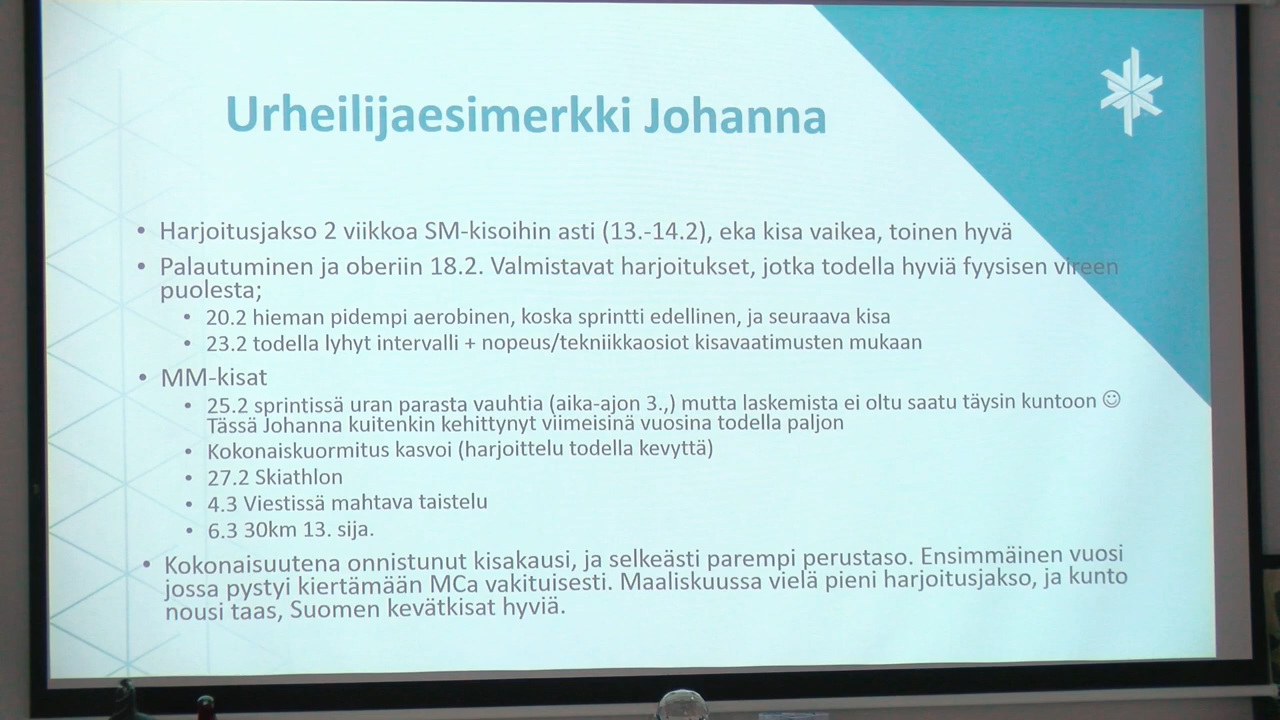 Urheilijaesimerkki Johanna
• Harjoitusjakso 2 viikkoa SM-kisoihin asti (13.-14.2), eka kisa vaikea, toinen hyvä
• Palautuminen ja oberiin 18.2. Valmistavat harjoitukset, jotka todella hyviä fyysisen vireen
puolesta;
• 20.2 hieman pidempi aerobinen, koska sprintti edellinen, ja seuraava kisa
• 23.2 todella lyhyt intervalli + nopeus/tekniikkaosiot kisavaatimusten mukaan
• MM-kisat
• 25.2 sprintissä uran parasta vauhtia (aika-ajon 3.,) mutta laskemista ei oltu saatu täysin kuntoon ☺
Tässä Johanna kuitenkin kehittynyt viimeisinä vuosina todella paljon
• Kokonaiskuormitus kasvoi (harjoittelu todella kevyttä)
• 27.2 Skiathlon
• 4.3 Viestissä mahtava taistelu
• 6.3 30km 13. sija.
• Kokonaisuutena onnistunut kisakausi, ja selkeästi parempi perustaso. Ensimmäinen vuosi
jossa pystyi kiertämään MCa vakituisesti. Maaliskuussa vielä pieni harjoitusjakso, ja kunto
nousi taas, Suomen kevätkisat hyviä.